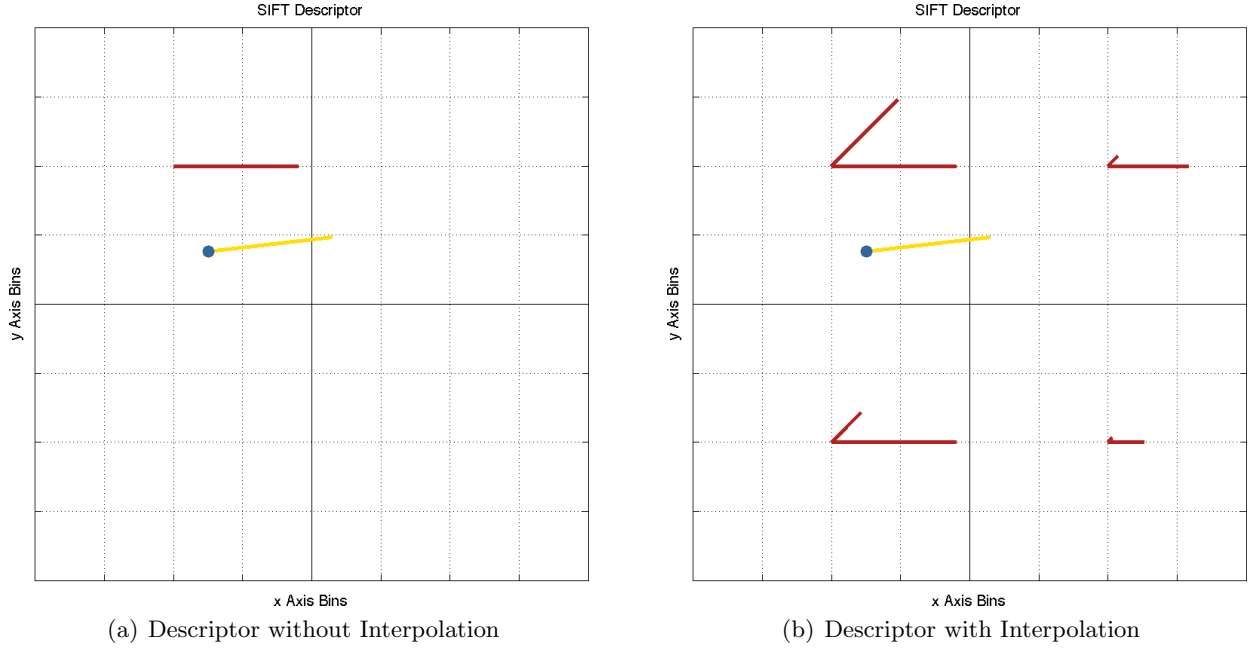 SIFT Descriptor
y Axis Bins
x Axis Bins
(a) Descriptor without Interpolation
SIFT Descriptor
y Axis Bins
x Axis Bins
(b) Descriptor with Interpolation